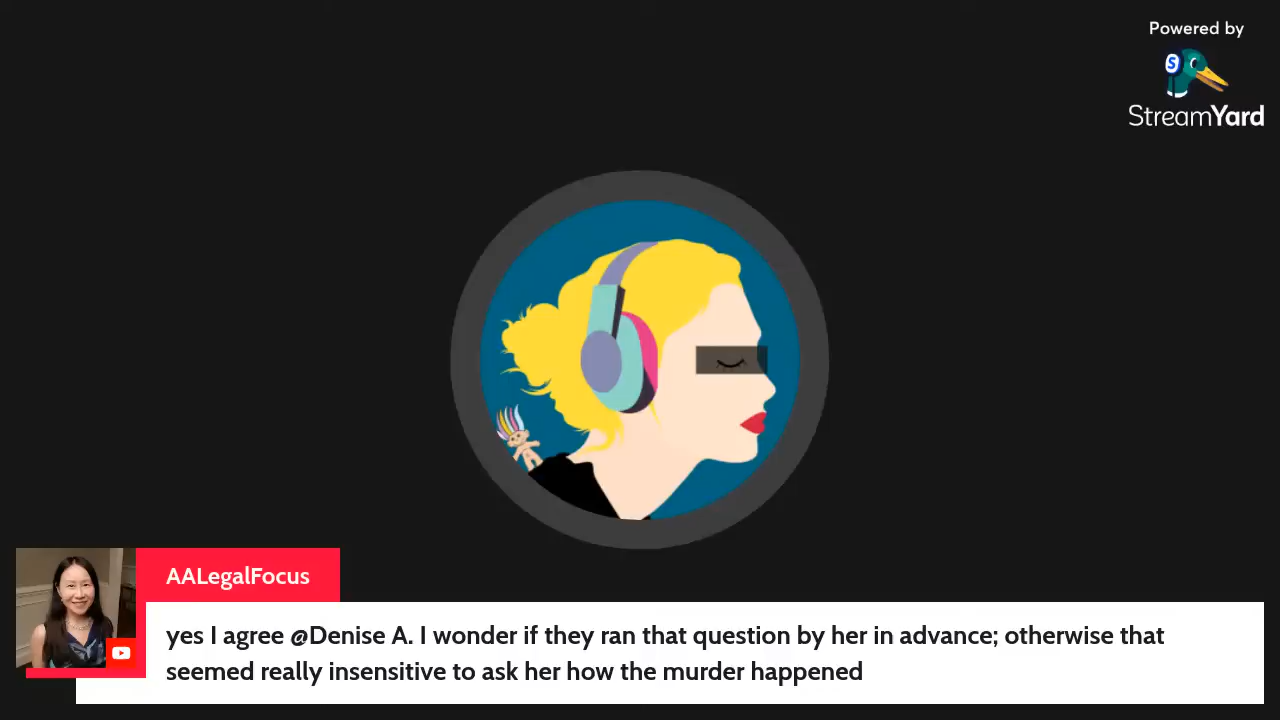 Powered by
S
StreamYard
AALegalFocus
yes I agree @Denise A. I wonder if they ran that question by her in advance; otherwise that
seemed really insensitive to ask her how the murder happened